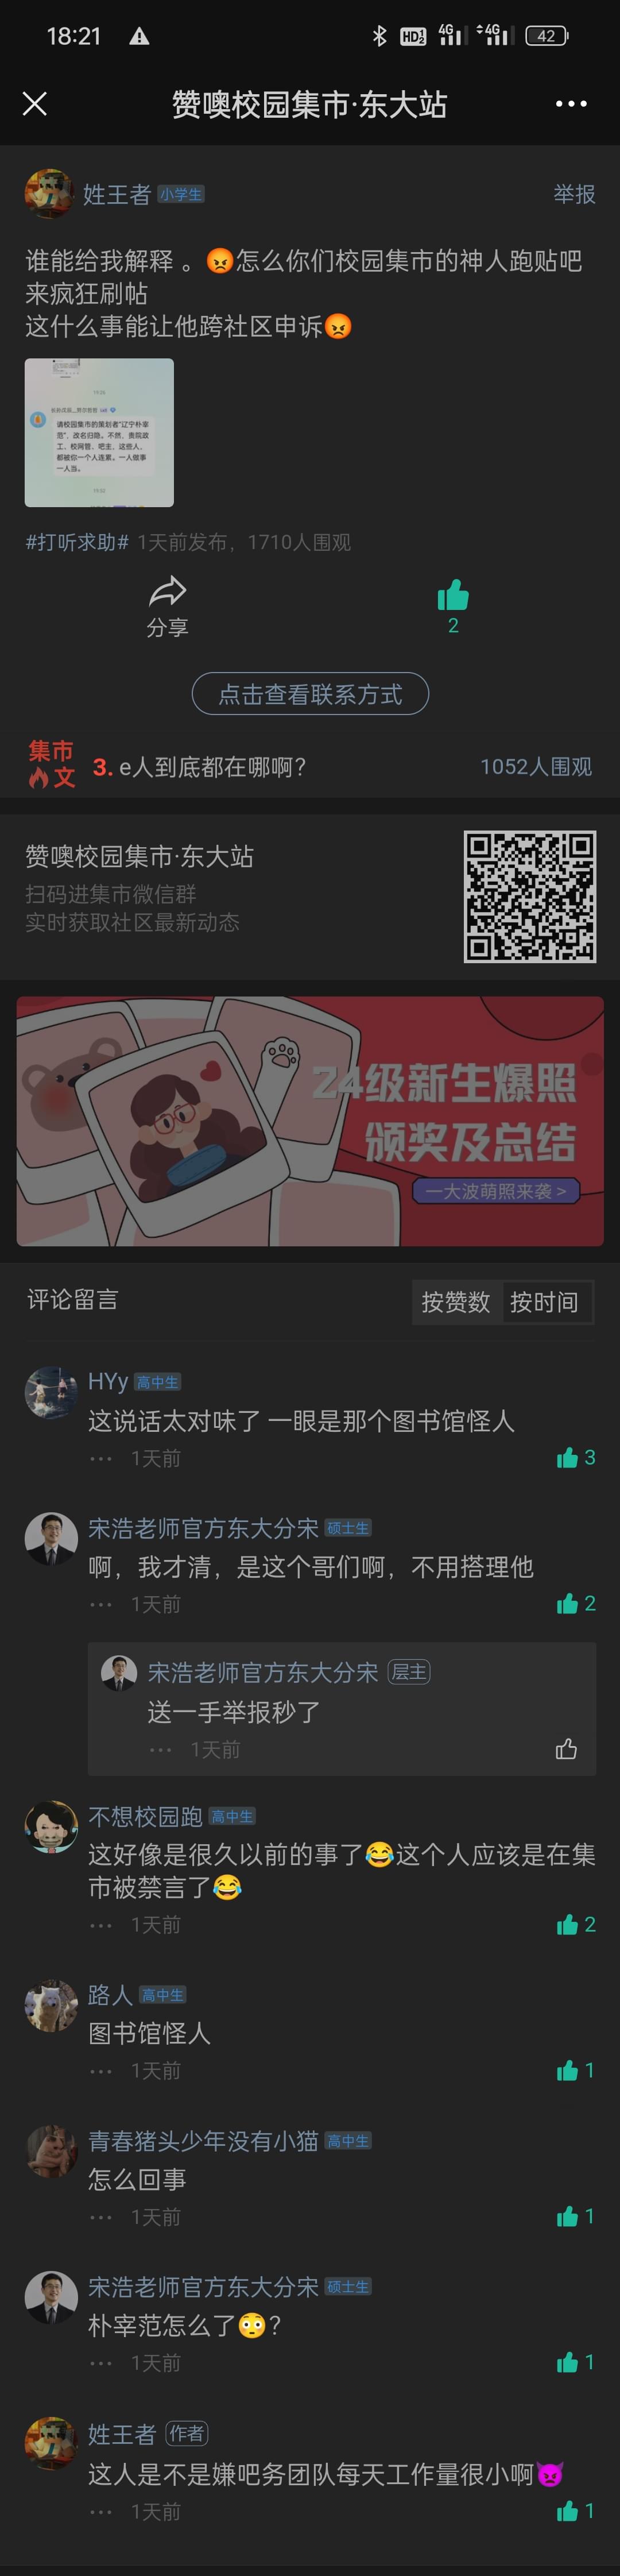 18:21
HD 1 2
4G
4G
42
赞噢校园集市·东大站
姓王者 小学生
举报
谁能给我解释 。😡怎么你们校园集市的神人跑贴吧
来疯狂刷帖
这什么事能让他跨社区申诉😡
请校园集市的策划者"辽宁朴宰
范"，改名归隐。不然，贵院政
工、校网管、吧主，这些人，
都被你一个人连累。一人做事
一人当。
#打听求助# 1天前发布，1710人围观
分享
2
点击查看联系方式
集市
文
3. e人到底都在哪啊？
1052人围观
赞噢校园集市·东大站
扫码进集市微信群
实时获取社区最新动态
24级新生爆照
颁奖及总结
一大波萌照来袭 >
评论留言
按赞数 按时间
HYy 高中生
这说话太对味了 一眼是那个图书馆怪人
··· 1天前
3
宋浩老师官方东大分宋 硕士生
啊，我才清，是这个哥们啊，不用搭理他
··· 1天前
2
宋浩老师官方东大分宋 层主
送一手举报秒了
··· 1天前
不想校园跑 高中生
这好像是很久以前的事了😂这个人应该是在集
市被禁言了😂
··· 1天前
2
路人 高中生
图书馆怪人
··· 1天前
1
青春猪头少年没有小猫 高中生
怎么回事
··· 1天前
1
宋浩老师官方东大分宋 硕士生
朴宰范怎么了😳？
··· 1天前
1
姓王者 作者
这人是不是嫌吧务团队每天工作量很小啊👿
··· 1天前
1